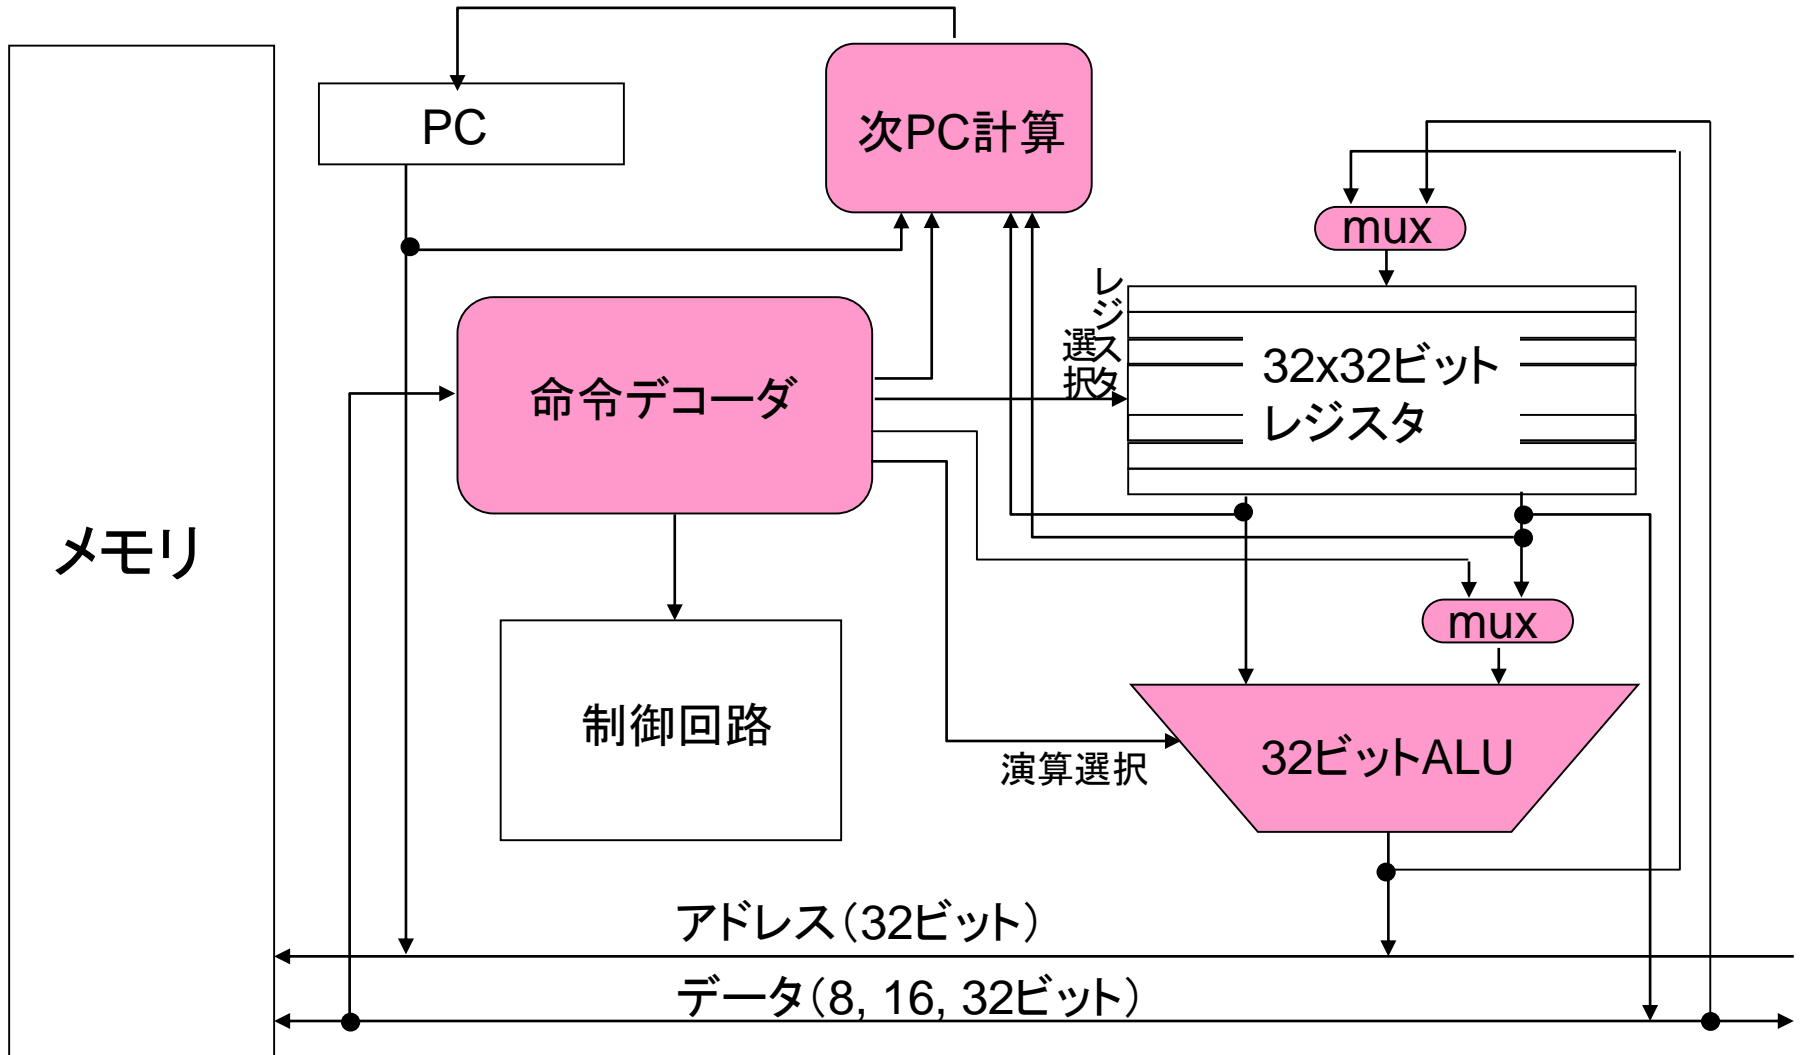 PC
次PC計算
mux
レジスタ
選択
32x32ビット
レジスタ
命令デコーダ
メモリ
mux
制御回路
32ビットALU
演算選択
アドレス（32ビット）
データ（8, 16, 32ビット）